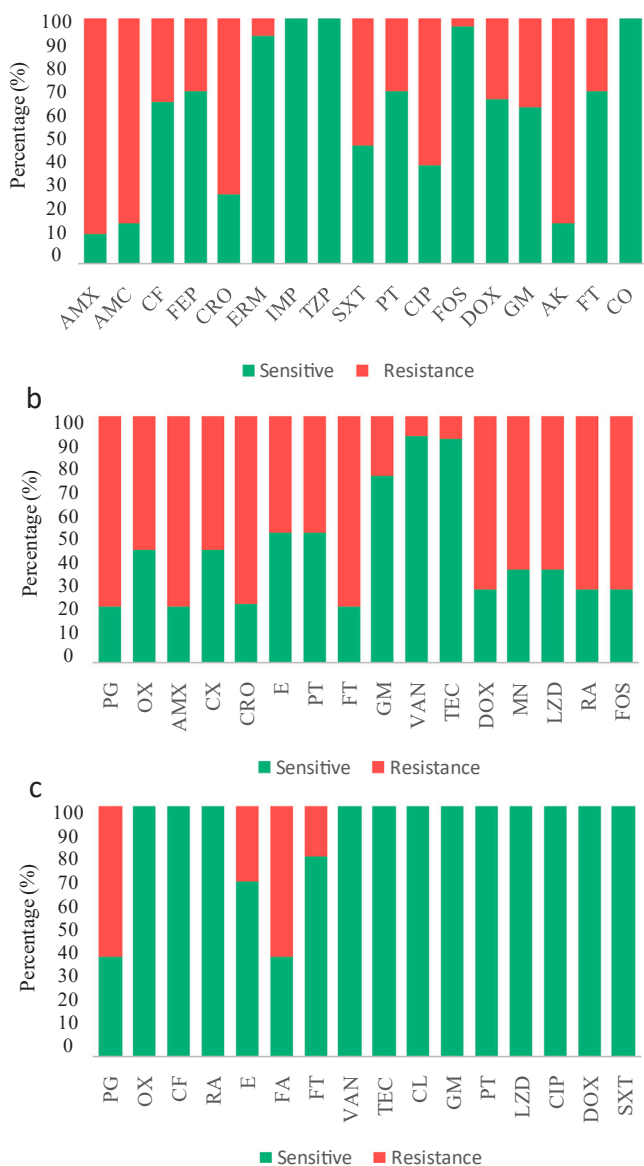 Percentage (%)
100
90
80
70
60
50
40
30
20
10
0
AMX
AMC
CF
FEP
CRO
ERM
IMP
TZP
SXT
PT
CIP
FOS
DOX
GM
AK
FT
CO
Sensitive Resistance
b
Percentage (%)
100
90
80
70
60
50
40
30
20
10
0
PG
OX
AMX
CX
CRO
E
PT
FT
GM
VAN
TEC
DOX
MN
LZD
RA
FOS
Sensitive Resistance
c
Percentage (%)
100
90
80
70
60
50
40
30
20
10
0
PG
OX
CF
RA
E
FA
FT
VAN
TEC
CL
GM
PT
LZD
CIP
DOX
SXT
Sensitive Resistance